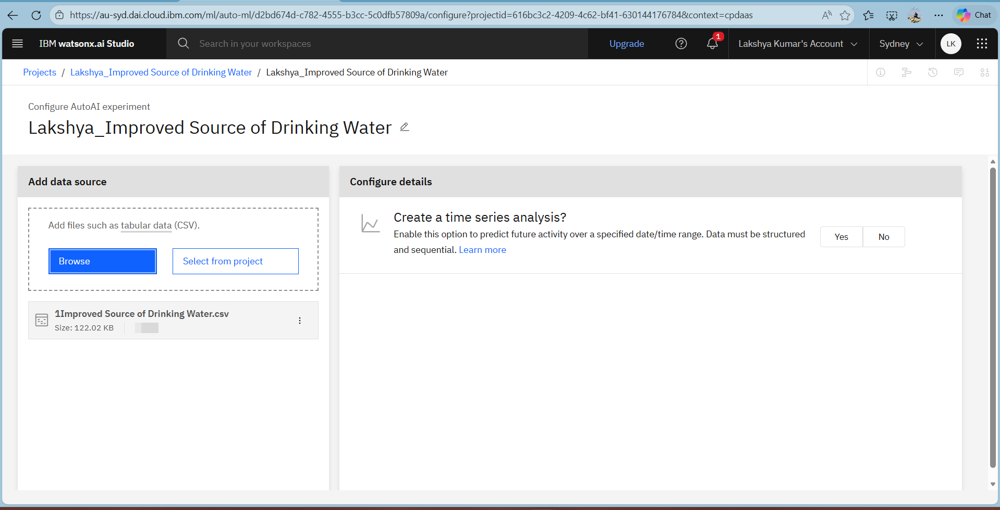 https://au-syd.dai.cloud.ibm.com/ml/auto-ml/d2bd674d-c782-4555-b3cc-5c0dfb57809a/configure?projectid=616bc3c2-4209-4c62-bf41-630144176784&context=cpdaas
Chat
IBM watsonx.ai Studio
Search in your workspaces
Upgrade
1
Lakshya Kumar's Account
Sydney
LK
Projects / Lakshya_Improved Source of Drinking Water / Lakshya_Improved Source of Drinking Water
Configure AutoAI experiment
Lakshya_Improved Source of Drinking Water
Add data source
Add files such as tabular data (CSV).
Browse
Select from project
1Improved Source of Drinking Water.csv
Size: 122.02 KB
Configure details
Create a time series analysis?
Enable this option to predict future activity over a specified date/time range. Data must be structured
and sequential. Learn more
Yes
No